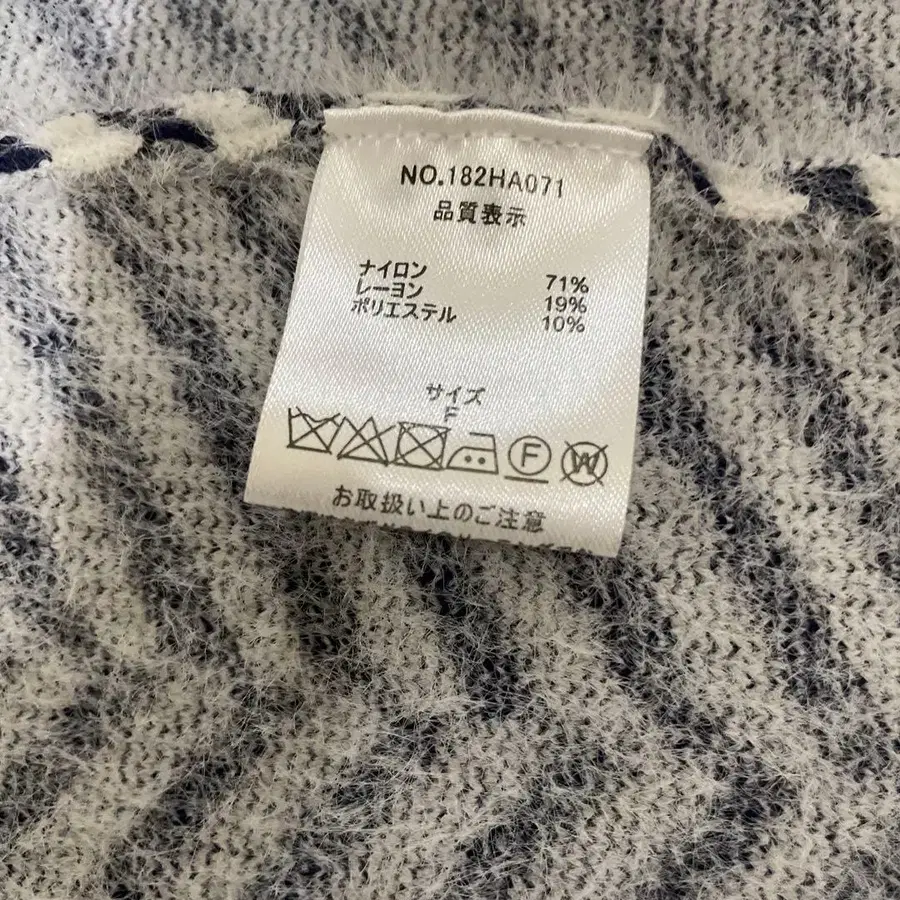 NO.182HA071
品質表示
ナイロン 71%
レーヨン 19%
ポリエステル 10%
サイズ
F
F W
お取扱い上のご注意